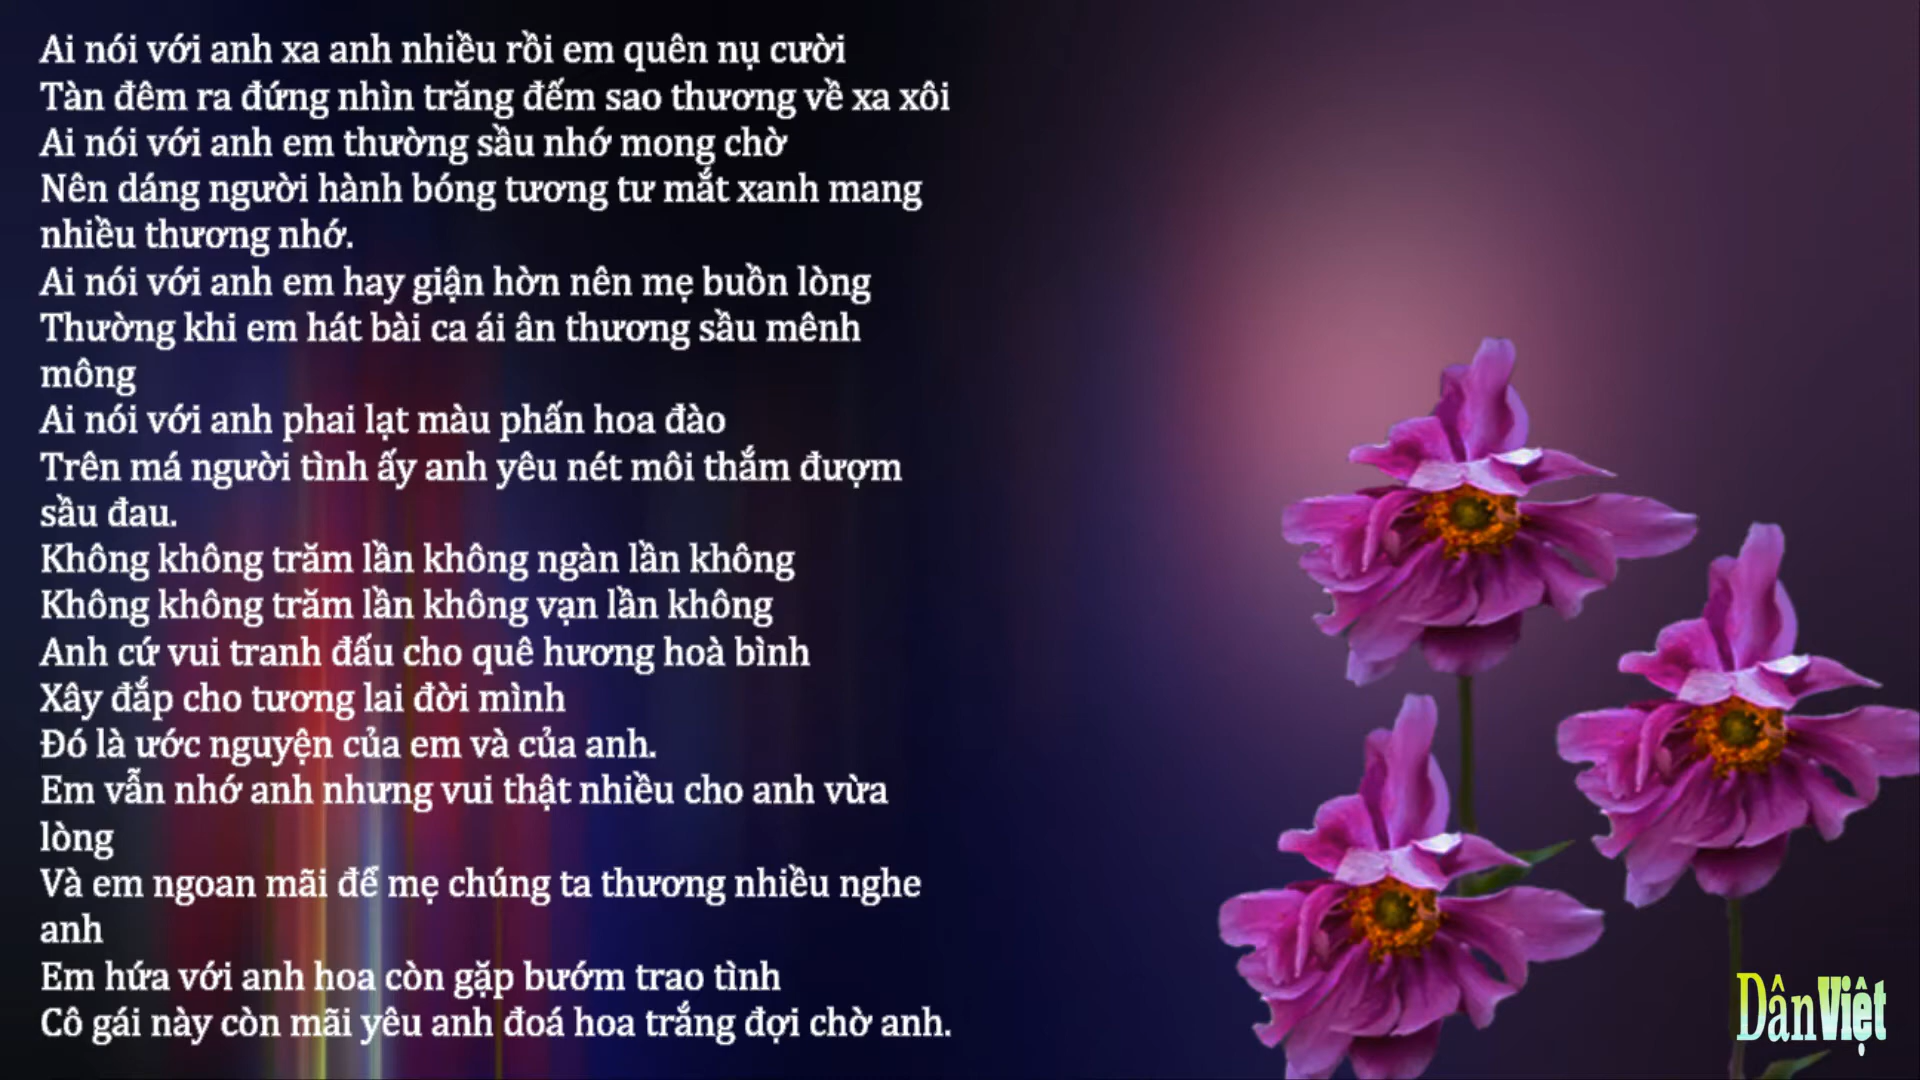 Ai nói với anh xa anh nhiều rồi em quên nụ cười
Tàn đêm ra đứng nhìn trăng đếm sao thương về xa xôi
Ai nói với anh em thường sầu nhớ mong chờ
Nên dáng người hành bóng tương tư mắt xanh mang
nhiều thương nhớ.
Ai nói với anh em hay giận hờn nên mẹ buồn lòng
Thường khi em hát bài ca ái ân thương sầu mênh
mông
Ai nói với anh phai lạt màu phấn hoa đào
Trên má người tình ấy anh yêu nét môi thắm đượm
sầu đau.
Không không trăm lần không ngàn lần không
Không không trăm lần không vạn lần không
Anh cứ vui tranh đấu cho quê hương hoà bình
Xây đắp cho tương lai đời mình
Đó là ước nguyện của em và của anh.
Em vẫn nhớ anh nhưng vui thật nhiều cho anh vừa
lòng
Và em ngoan mãi để mẹ chúng ta thương nhiều nghe
anh
Em hứa với anh hoa còn gặp bướm trao tình
Cô gái này còn mãi yêu anh đoá hoa trắng đợi chờ anh.
Dân Việt